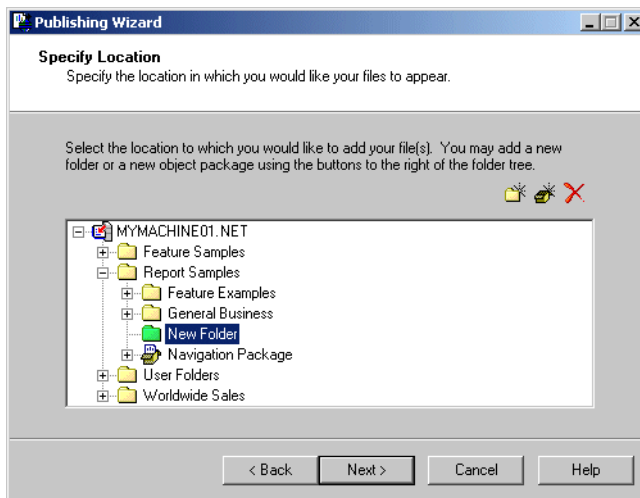 Publishing Wizard
Specify Location
Specify the location in which you would like your files to appear.
Select the location to which you would like to add your file(s). You may add a new
folder or a new object package using the buttons to the right of the folder tree.
MYMACHINE01.NET
Feature Samples
Report Samples
Feature Examples
General Business
New Folder
Navigation Package
User Folders
Worldwide Sales
< Back Next > Cancel Help